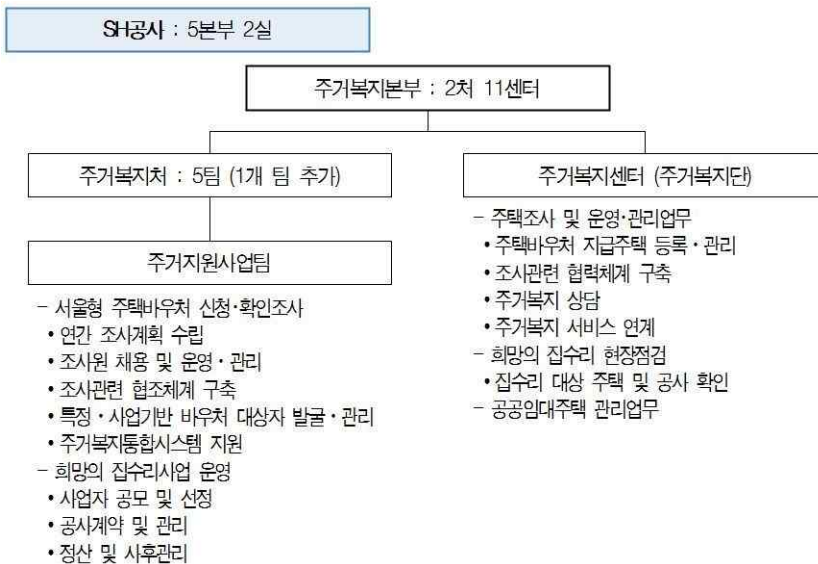 SH공사 : 5본부 2실
주거복지본부 : 2처 11센터
주거복지처 : 5팀 (1개 팀 추가)
주거지원사업팀
- 서울형 주택바우처 신청·확인조사
• 연간 조사계획 수립
• 조사원 채용 및 운영·관리
• 조사관련 협조체계 구축
• 특정·사업기반 바우처 대상자 발굴·관리
• 주거복지통합시스템 지원
- 희망의 집수리사업 운영
• 사업자 공모 및 선정
• 공사계약 및 관리
• 정산 및 사후관리
주거복지센터 (주거복지단)
- 주택조사 및 운영·관리업무
• 주택바우처 지급주택 등록·관리
• 조사관련 협력체계 구축
• 주거복지 상담
• 주거복지 서비스 연계
- 희망의 집수리 현장점검
• 집수리 대상 주택 및 공사 확인
- 공공임대주택 관리업무